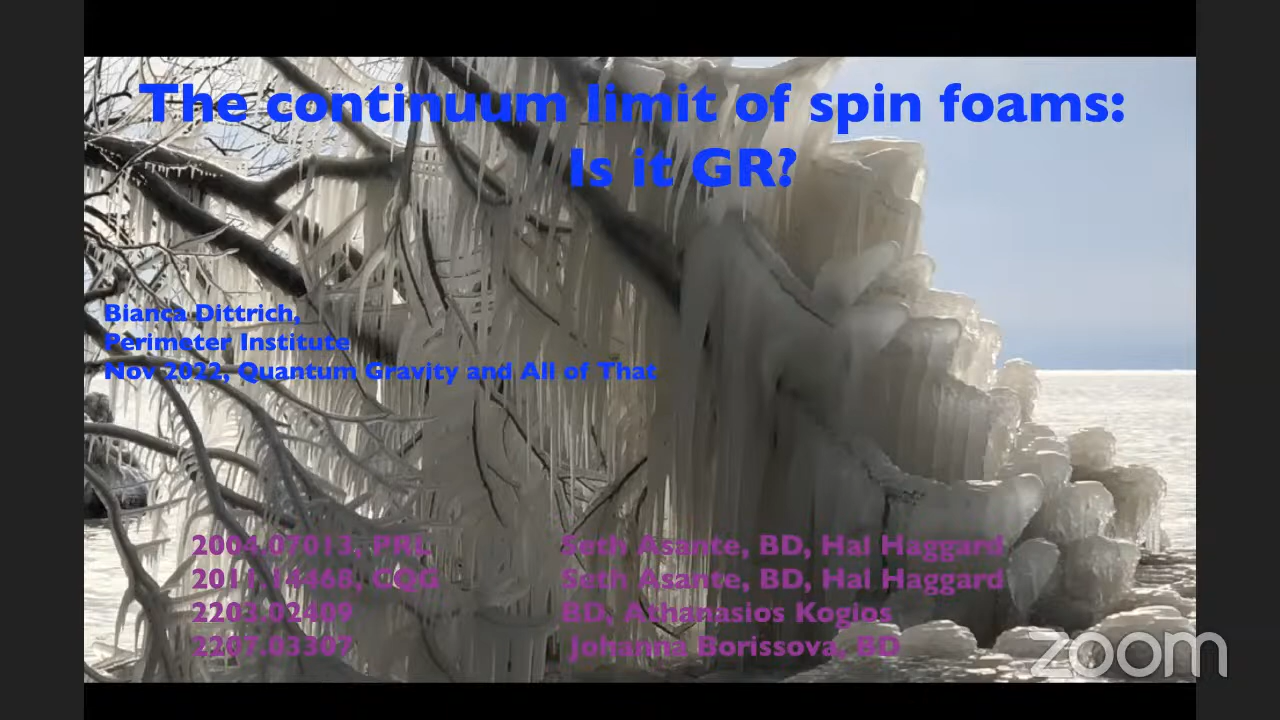 The continuum limit of spin foams:
Is it GR?
Bianca Dittrich,
Perimeter Institute
Nov 2022, Quantum Gravity and All of That
2004.07013, PRL Seth Asante, BD, Hal Haggard
2011.14468, CQG Seth Asante, BD, Hal Haggard
2203.02409 BD, Athanasios Kogios
2207.03307 Johanna Borissova, BD
zoom